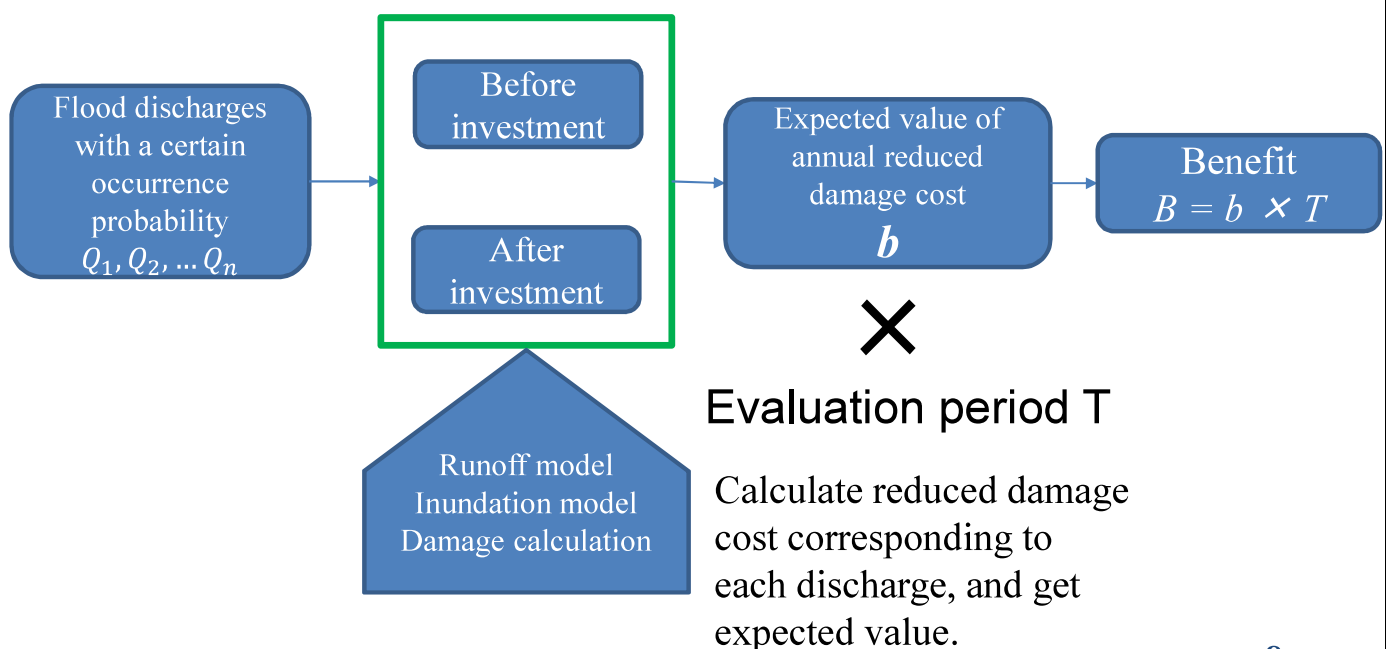 Flood discharges
with a certain
occurrence
probability
Q₁, Q₂, … Qₙ
Before
investment
After
investment
Runoff model
Inundation model
Damage calculation
Expected value of
annual reduced
damage cost
b
×
Evaluation period T
Calculate reduced damage
cost corresponding to
each discharge, and get
expected value.
Benefit
B = b × T